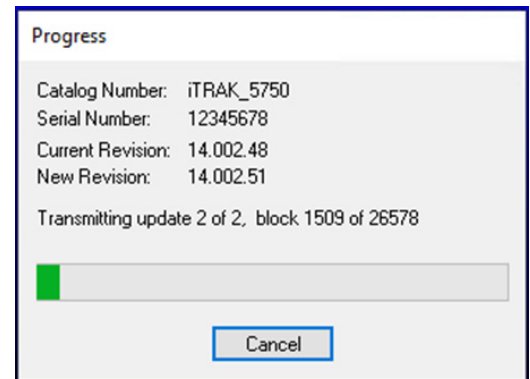 Progress
Catalog Number: iTRAK_5750
Serial Number: 12345678
Current Revision: 14.002.48
New Revision: 14.002.51
Transmitting update 2 of 2, block 1509 of 26578
Cancel